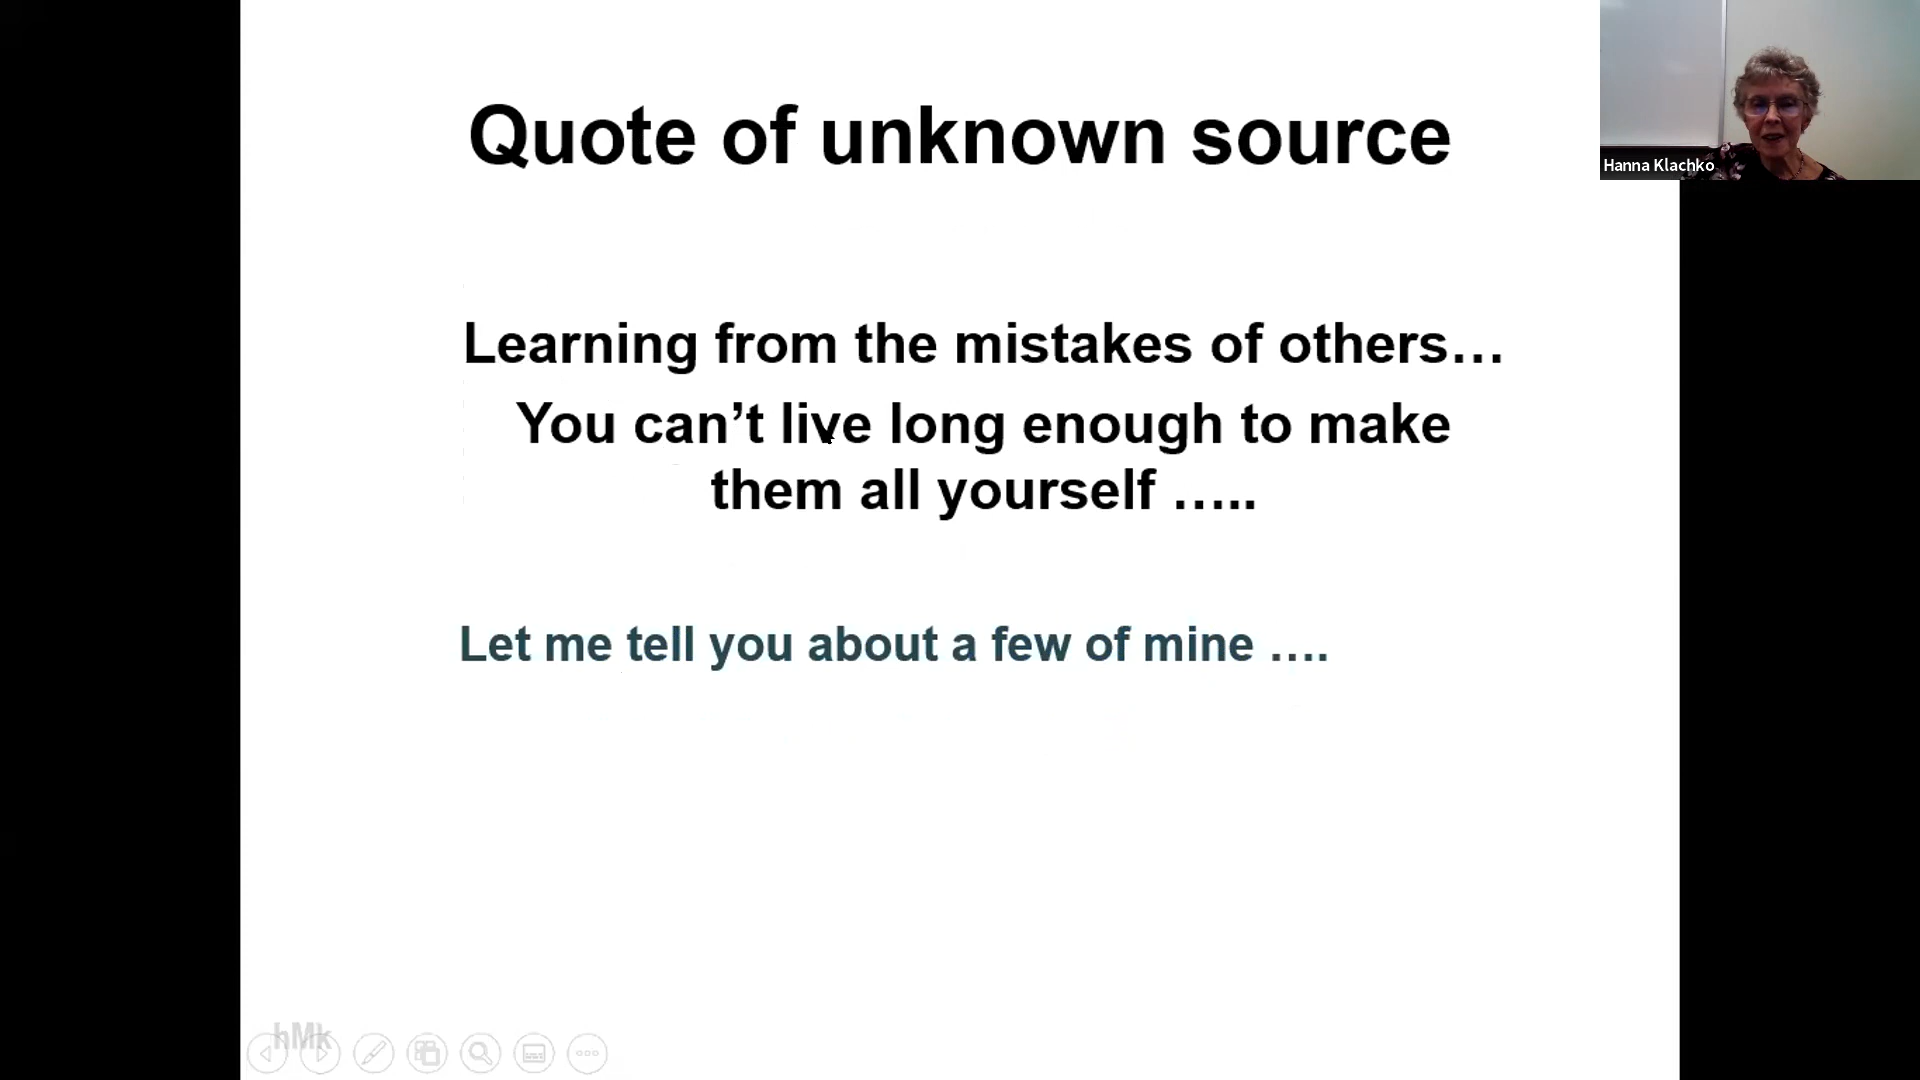 Quote of unknown source
Hanna Klachko
Learning from the mistakes of others…
You can’t live long enough to make
them all yourself …..
Let me tell you about a few of mine ….
hMk